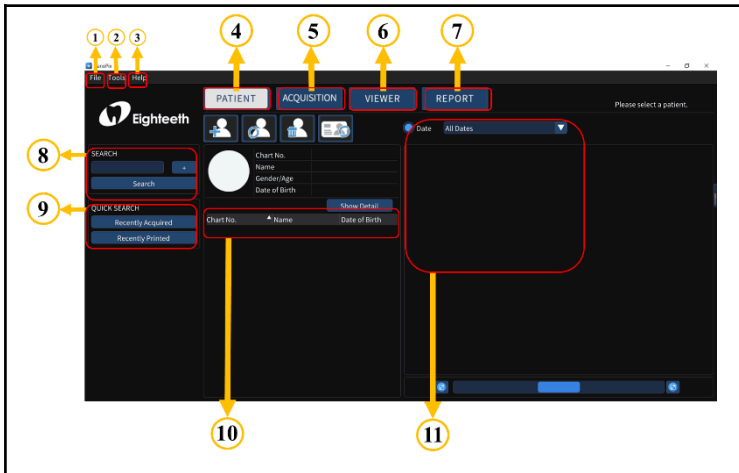 1 2 3 4 5 6 7
File Tools Help
Eighteeth
PATIENT ACQUISITION VIEWER REPORT
Please select a patient.
Date All Dates
8 SEARCH
+
Search
Chart No.
Name
Gender/Age
Date of Birth
Show Detail
9 QUICK SEARCH
Recently Acquired
Recently Printed
Chart No. Name Date of Birth
10 11